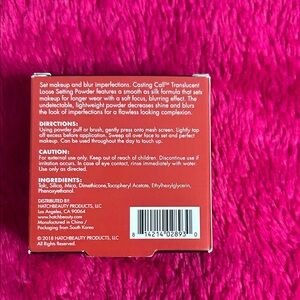 Set makeup and blur imperfections. Casting Call™ Translucent
Loose Setting Powder features a smooth as silk formula that sets
makeup for longer wear with a soft focus, blurring effect. The
undetectable, lightweight powder decreases shine and blurs
the look of imperfections for a flawless looking complexion.
DIRECTIONS:
Using powder puff or brush, gently press onto mesh screen. Lightly tap
off excess before application. Sweep all over face to set and perfect
makeup. Can be used throughout the day to touch up.
CAUTION:
For external use only. Keep out of reach of children. Discontinue use if
irritation occurs. In case of eye contact, rinse immediately with water.
Use only as directed.
INGREDIENTS:
Talc, Silica, Mica, Dimethicone, Tocopheryl Acetate, Ethylhexylglycerin,
Phenoxyethanol.
DISTRIBUTED BY:
HATCHBEAUTY PRODUCTS, LLC
Los Angeles, CA 90064
www.hatchbeauty.com
Manufactured in China /
Packaging from South Korea
© 2018 HATCHBEAUTY PRODUCTS, LLC
All Rights Reserved.
8 14214 02893 0